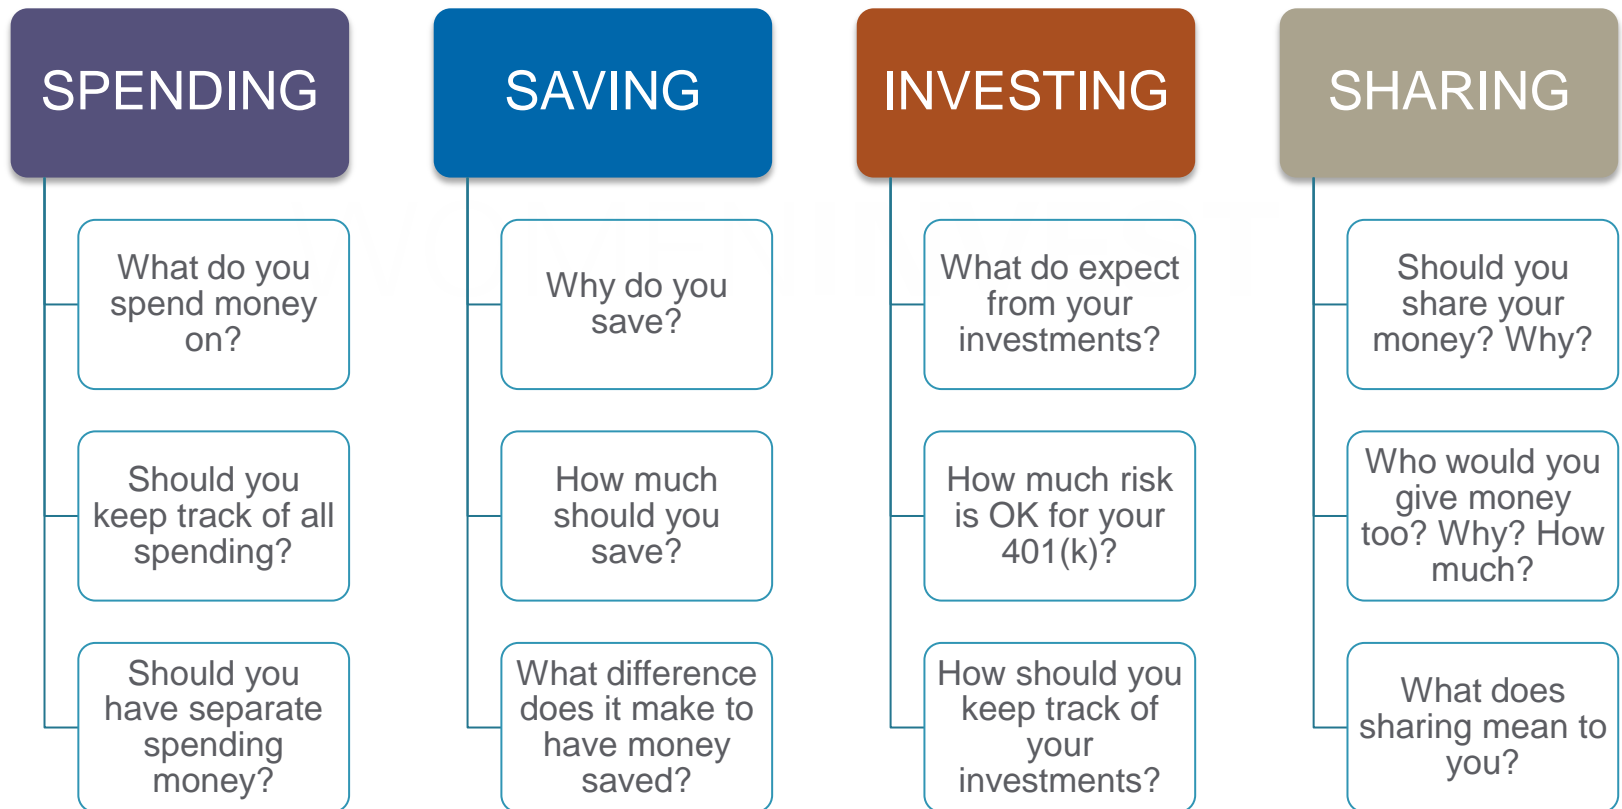 SPENDING
What do you
spend money
on?
Should you
keep track of all
spending?
Should you
have separate
spending
money?
SAVING
Why do you
save?
How much
should you
save?
What difference
does it make to
have money
saved?
INVESTING
What do expect
from your
investments?
How much risk
is OK for your
401(k)?
How should you
keep track of
your
investments?
SHARING
Should you
share your
money? Why?
Who would you
give money
too? Why? How
much?
What does
sharing mean to
you?